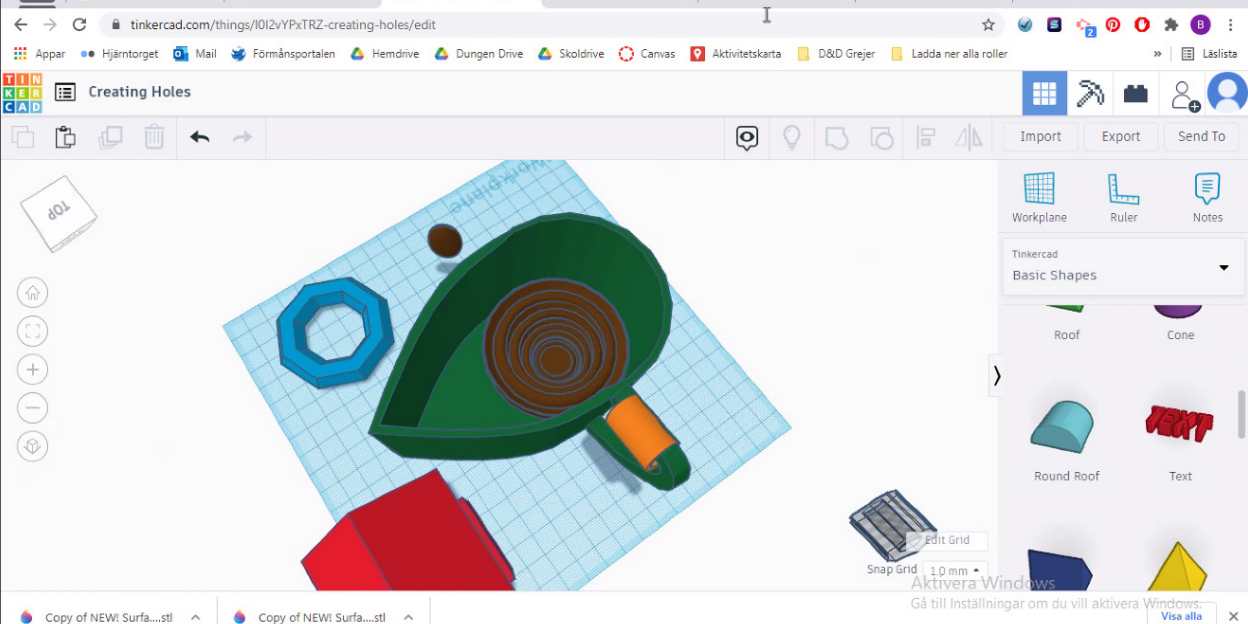 tinkercad.com/things/I0I2vYPxTRZ-creating-holes/edit
B
2
Appar Hjärntorget Mail Förmånsportalen Hemdrive Dungen Drive Skoldrive Canvas Aktivitetskarta D&D Grejer Ladda ner alla roller » Läslista
TIN
KER
CAD
Creating Holes
Import Export Send To
Workplane
TOP
Workplane Ruler Notes
Tinkercad
Basic Shapes
Roof Cone
TEXT
Round Roof Text
Edit Grid
Snap Grid 1.0 mm
Aktivera Windows
Gå till Inställningar om du vill aktivera Windows.
Copy of NEW! Surfa....stl Copy of NEW! Surfa....stl Visa alla